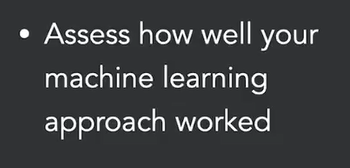 • Assess how well your
machine learning
approach worked